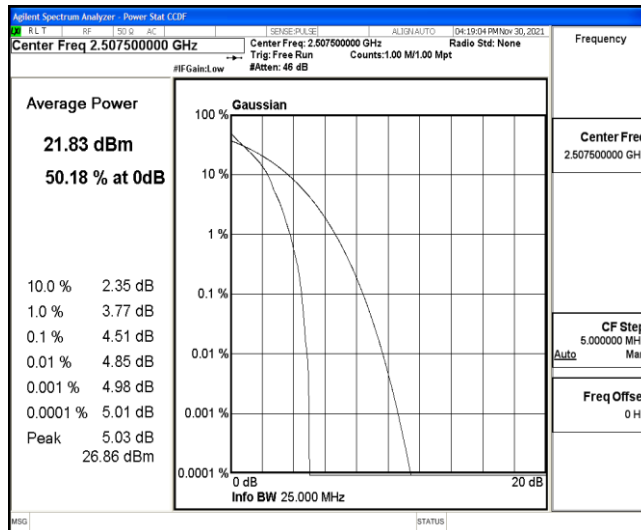 Agilent Spectrum Analyzer - Power Stat CCDF
LXI RL T RF 50 Ω AC SENSE:PULSE ALIGN AUTO 04:19:04 PM Nov 30, 2021
Center Freq 2.507500000 GHz
Center Freq: 2.507500000 GHz Radio Std: None
Trig: Free Run Counts:1.00 M/1.00 Mpt
#IFGain:Low #Atten: 46 dB
Frequency
Average Power
21.83 dBm
50.18 % at 0dB
10.0 % 2.35 dB
1.0 % 3.77 dB
0.1 % 4.51 dB
0.01 % 4.85 dB
0.001 % 4.98 dB
0.0001 % 5.01 dB
Peak 5.03 dB
26.86 dBm
Gaussian
100 %
10 %
1 %
0.1 %
0.01 %
0.001 %
0.0001 %
0 dB 20 dB
Info BW 25.000 MHz
Center Freq
2.507500000 GH
CF Step
5.000000 MH
Auto Ma
Freq Offse
0 H
MSG STATUS